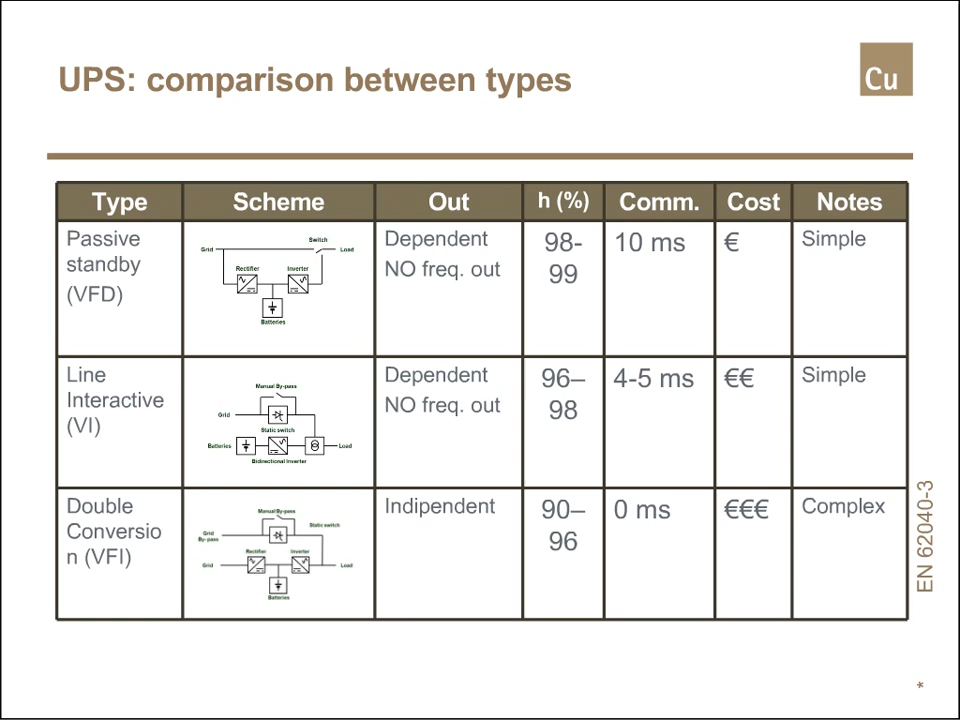 UPS: comparison between types
Cu
Type Scheme Out h (%) Comm. Cost Notes
Passive
standby
(VFD)
Switch
Grid
Load
Rectifier
Inverter
Batteries
Dependent
NO freq. out
98-
99
10 ms
€
Simple
Line
Interactive
(VI)
Manual By-pass
Grid
Static switch
Batteries
Load
Bidirectional Inverter
Dependent
NO freq. out
96–
98
4-5 ms
€€
Simple
Double
Conversio
n (VFI)
Manual By-pass
Static switch
Grid
By- pass
Rectifier
Inverter
Grid
Load
Batteries
Indipendent
90–
96
0 ms
€€€
Complex
EN 62040-3
*